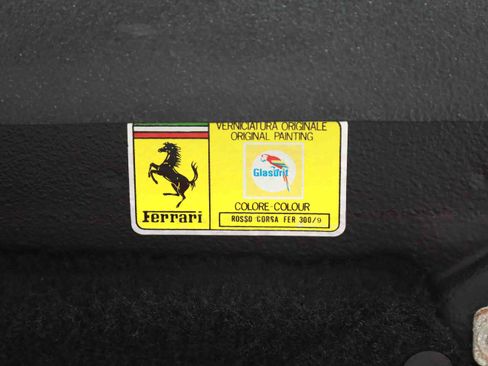 VERNICIATURA ORIGINALE
ORIGINAL PAINTING
Glasurit
COLORE-COLOUR
ROSSO CORSA FER 300/9
Ferrari